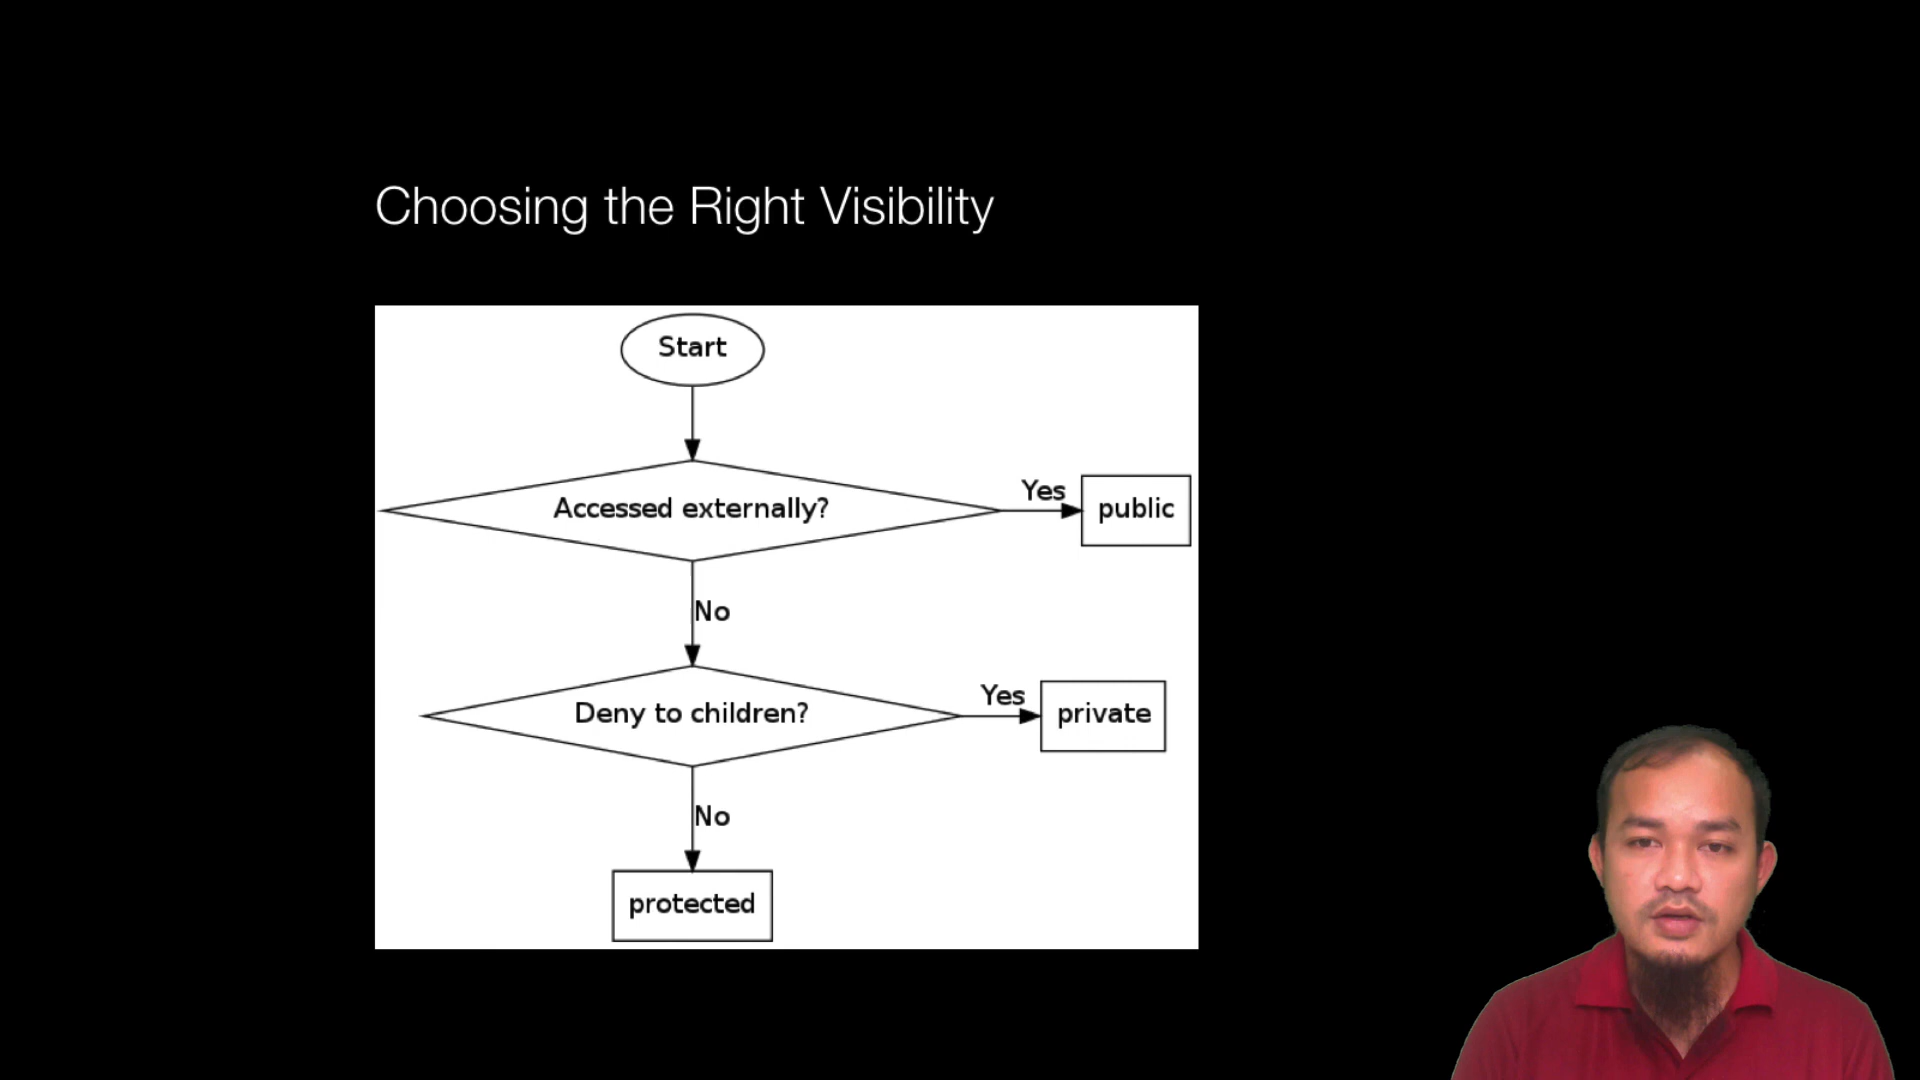 Choosing the Right Visibility
Start
Accessed externally?
Yes
public
No
Deny to children?
Yes
private
No
protected